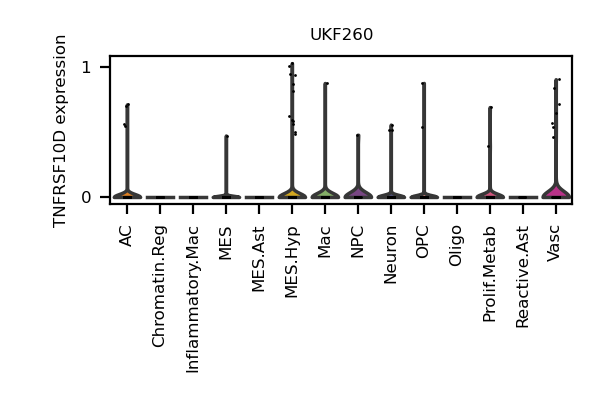 UKF260
TNFRSF10D expression
1
0
AC
Chromatin.Reg
Inflammatory.Mac
MES
MES.Ast
MES.Hyp
Mac
NPC
Neuron
OPC
Oligo
Prolif.Metab
Reactive.Ast
Vasc